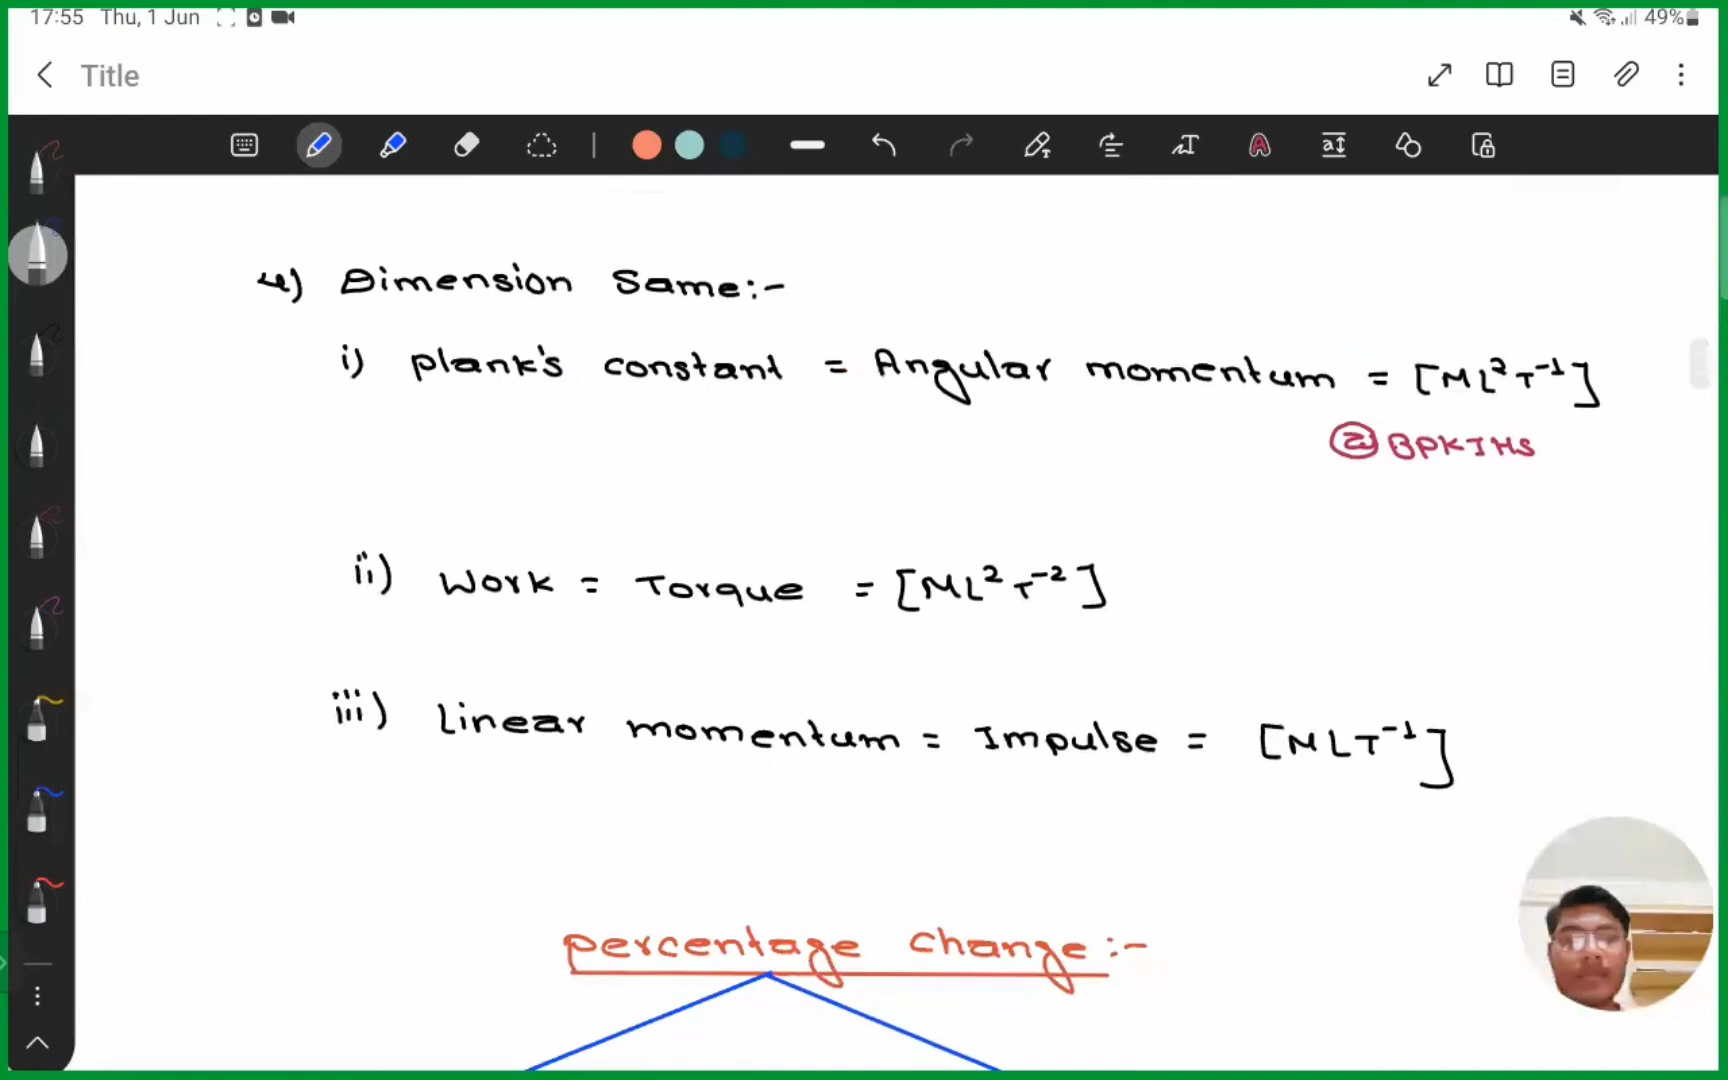 17:55 Thu, 1 Jun 49%
Title
4) Dimension Same:-
i) plank's constant = Angular momentum = [ML²T⁻¹]
② BPKIHS
ii) Work = Torque = [ML²T⁻²]
iii) Linear momentum = Impulse = [MLT⁻¹]
percentage change:-